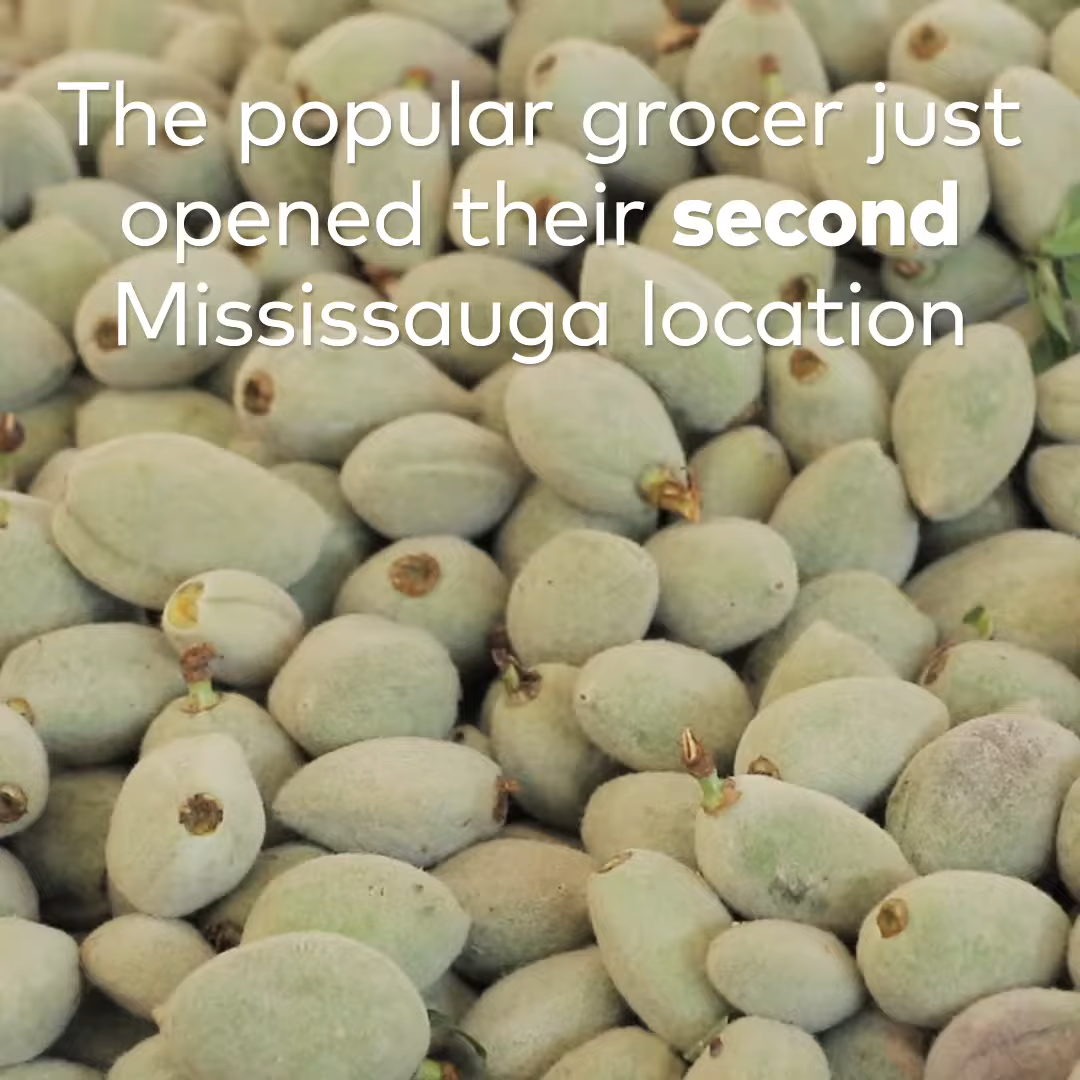 The popular grocer just
opened their second
Mississauga location